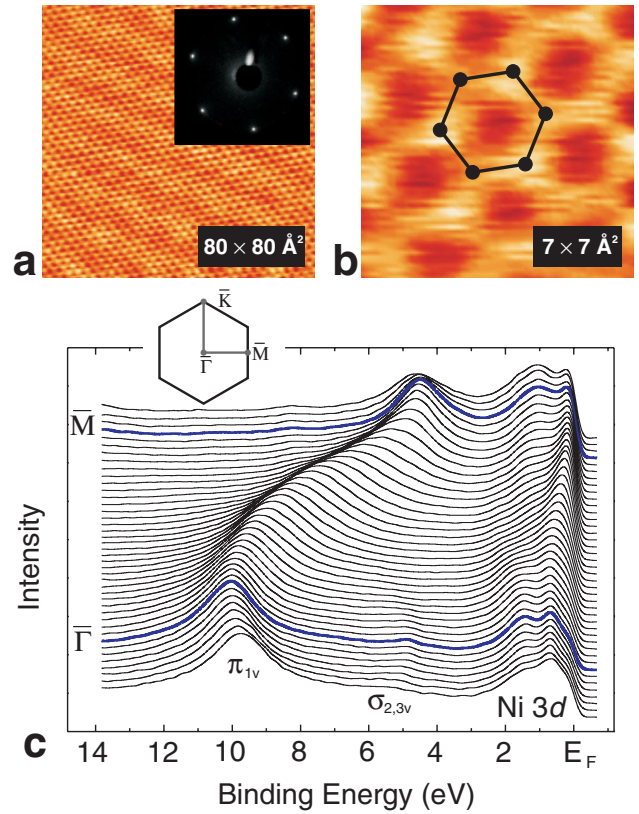 a
80 × 80 Å²
b
7 × 7 Å²
K̅
M̅
Γ̅
M̅
Γ̅
π1v
σ2,3v
Ni 3d
Intensity
c
14 12 10 8 6 4 2 EF
Binding Energy (eV)